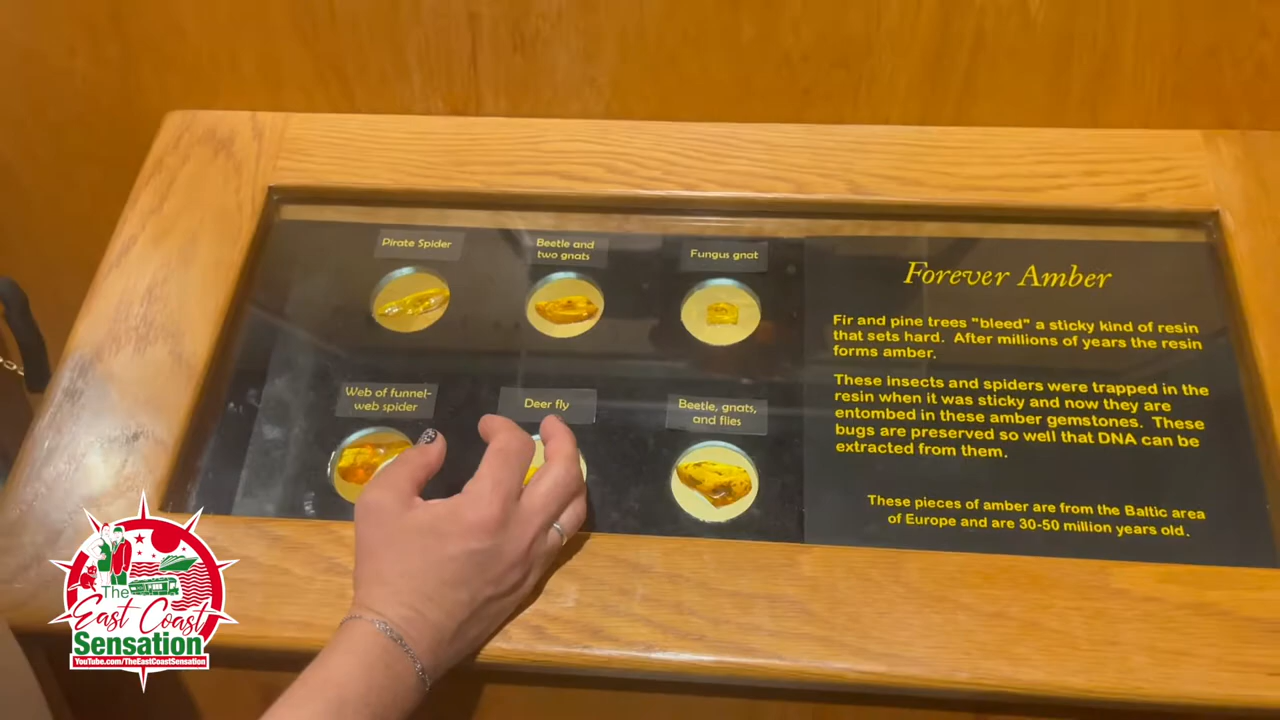 Pirate Spider
Beetle and
two gnats
Fungus gnat
Web of funnel-
web spider
Deer fly
Beetle, gnats,
and flies
Forever Amber
Fir and pine trees "bleed" a sticky kind of resin
that sets hard. After millions of years the resin
forms amber.
These insects and spiders were trapped in the
resin when it was sticky and now they are
entombed in these amber gemstones. These
bugs are preserved so well that DNA can be
extracted from them.
These pieces of amber are from the Baltic area
of Europe and are 30-50 million years old.
The
East Coast
Sensation
YouTube.com/TheEastCoastSensation